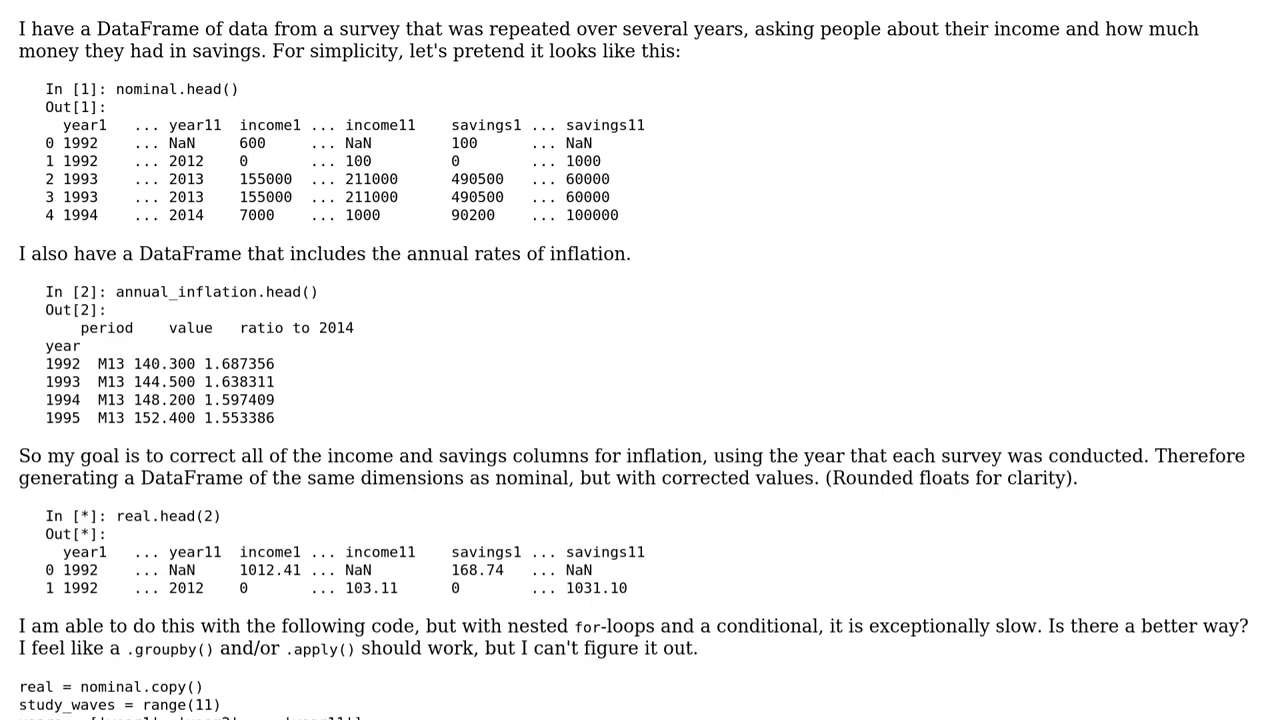 I have a DataFrame of data from a survey that was repeated over several years, asking people about their income and how much
money they had in savings. For simplicity, let's pretend it looks like this:
In [1]: nominal.head()
Out[1]:
year1 ... year11 income1 ... income11 savings1 ... savings11
0 1992 ... NaN 600 ... NaN 100 ... NaN
1 1992 ... 2012 0 ... 100 0 ... 1000
2 1993 ... 2013 155000 ... 211000 490500 ... 60000
3 1993 ... 2013 155000 ... 211000 490500 ... 60000
4 1994 ... 2014 7000 ... 1000 90200 ... 100000
I also have a DataFrame that includes the annual rates of inflation.
In [2]: annual_inflation.head()
Out[2]:
period value ratio to 2014
year
1992 M13 140.300 1.687356
1993 M13 144.500 1.638311
1994 M13 148.200 1.597409
1995 M13 152.400 1.553386
So my goal is to correct all of the income and savings columns for inflation, using the year that each survey was conducted. Therefore
generating a DataFrame of the same dimensions as nominal, but with corrected values. (Rounded floats for clarity).
In [*]: real.head(2)
Out[*]:
year1 ... year11 income1 ... income11 savings1 ... savings11
0 1992 ... NaN 1012.41 ... NaN 168.74 ... NaN
1 1992 ... 2012 0 ... 103.11 0 ... 1031.10
I am able to do this with the following code, but with nested for-loops and a conditional, it is exceptionally slow. Is there a better way?
I feel like a .groupby() and/or .apply() should work, but I can't figure it out.
real = nominal.copy()
study_waves = range(11)